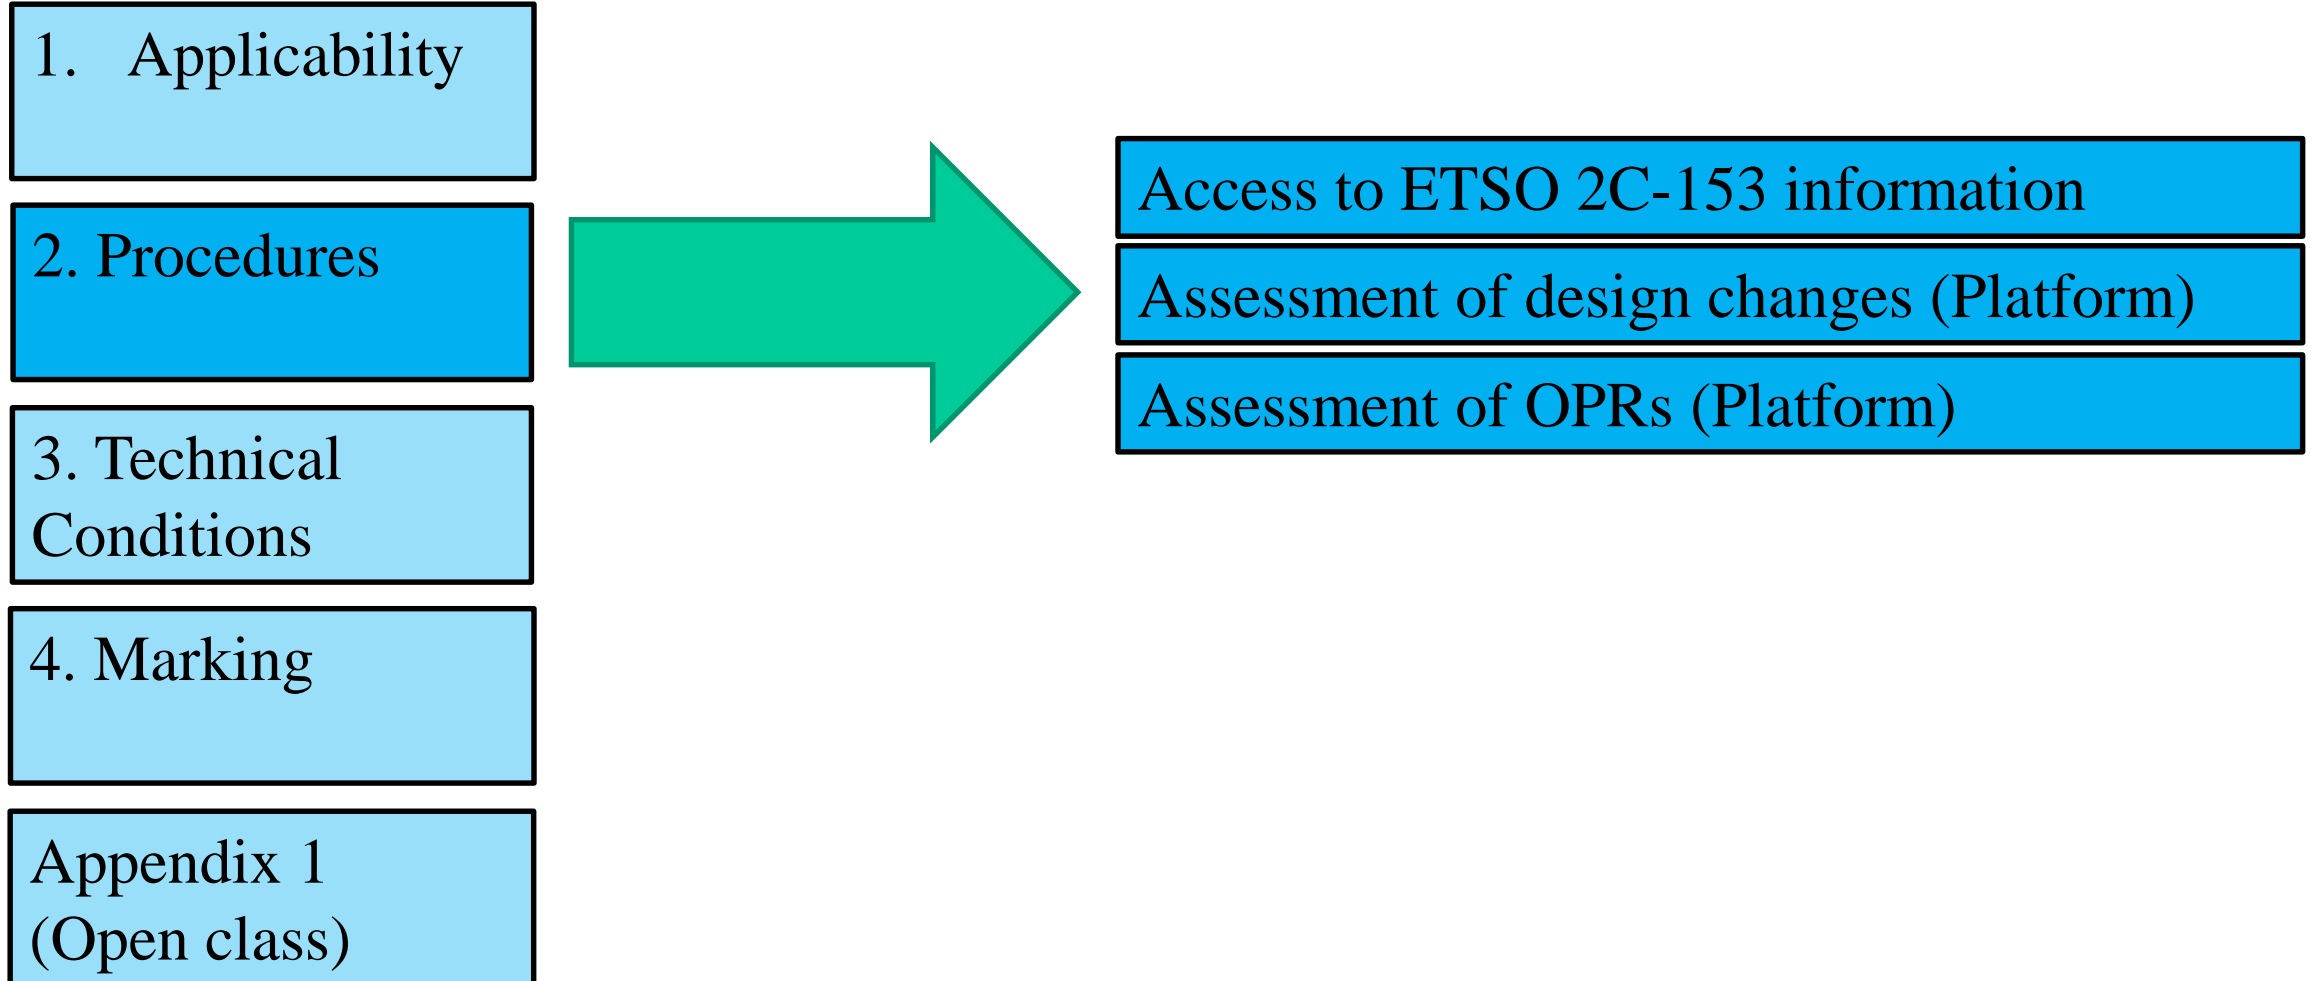 1. Applicability
2. Procedures
3. Technical
Conditions
4. Marking
Appendix 1
(Open class)
Access to ETSO 2C-153 information
Assessment of design changes (Platform)
Assessment of OPRs (Platform)